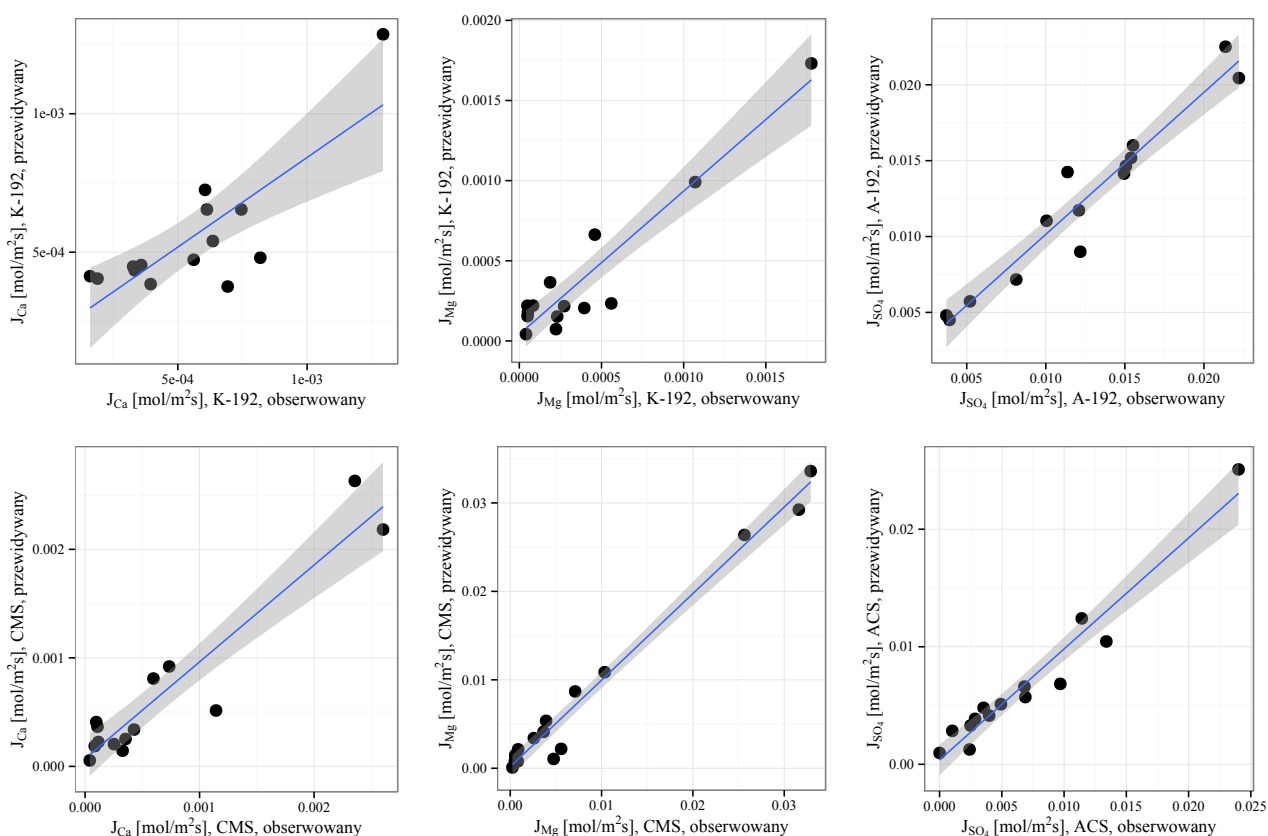 J_Ca [mol/m²s], K-192, przewidywany
1e-03
5e-04
5e-04 1e-03
J_Ca [mol/m²s], K-192, obserwowany
J_Mg [mol/m²s], K-192, przewidywany
0.0020
0.0015
0.0010
0.0005
0.0000
0.0000 0.0005 0.0010 0.0015
J_Mg [mol/m²s], K-192, obserwowany
J_SO₄ [mol/m²s], A-192, przewidywany
0.020
0.015
0.010
0.005
0.005 0.010 0.015 0.020
J_SO₄ [mol/m²s], A-192, obserwowany
J_Ca [mol/m²s], CMS, przewidywany
0.002
0.001
0.000
0.000 0.001 0.002
J_Ca [mol/m²s], CMS, obserwowany
J_Mg [mol/m²s], CMS, przewidywany
0.03
0.02
0.01
0.00
0.00 0.01 0.02 0.03
J_Mg [mol/m²s], CMS, obserwowany
J_SO₄ [mol/m²s], ACS, przewidywany
0.02
0.01
0.00
0.000 0.005 0.010 0.015 0.020 0.025
J_SO₄ [mol/m²s], ACS, obserwowany